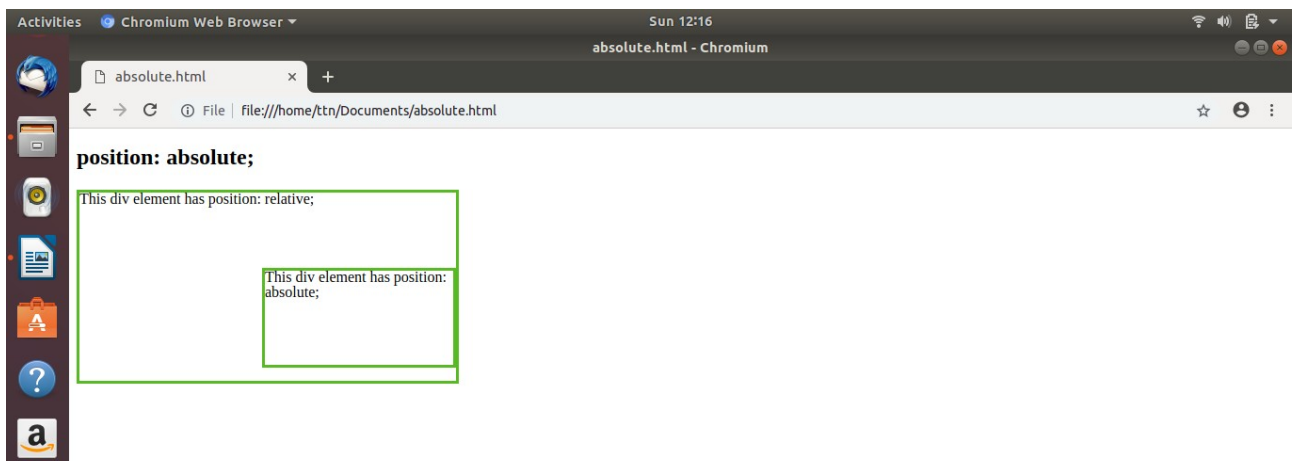 Activities Chromium Web Browser Sun 12:16
absolute.html - Chromium
absolute.html × +
File file:///home/ttn/Documents/absolute.html
position: absolute;
This div element has position: relative;
This div element has position:
absolute;
A
?
a